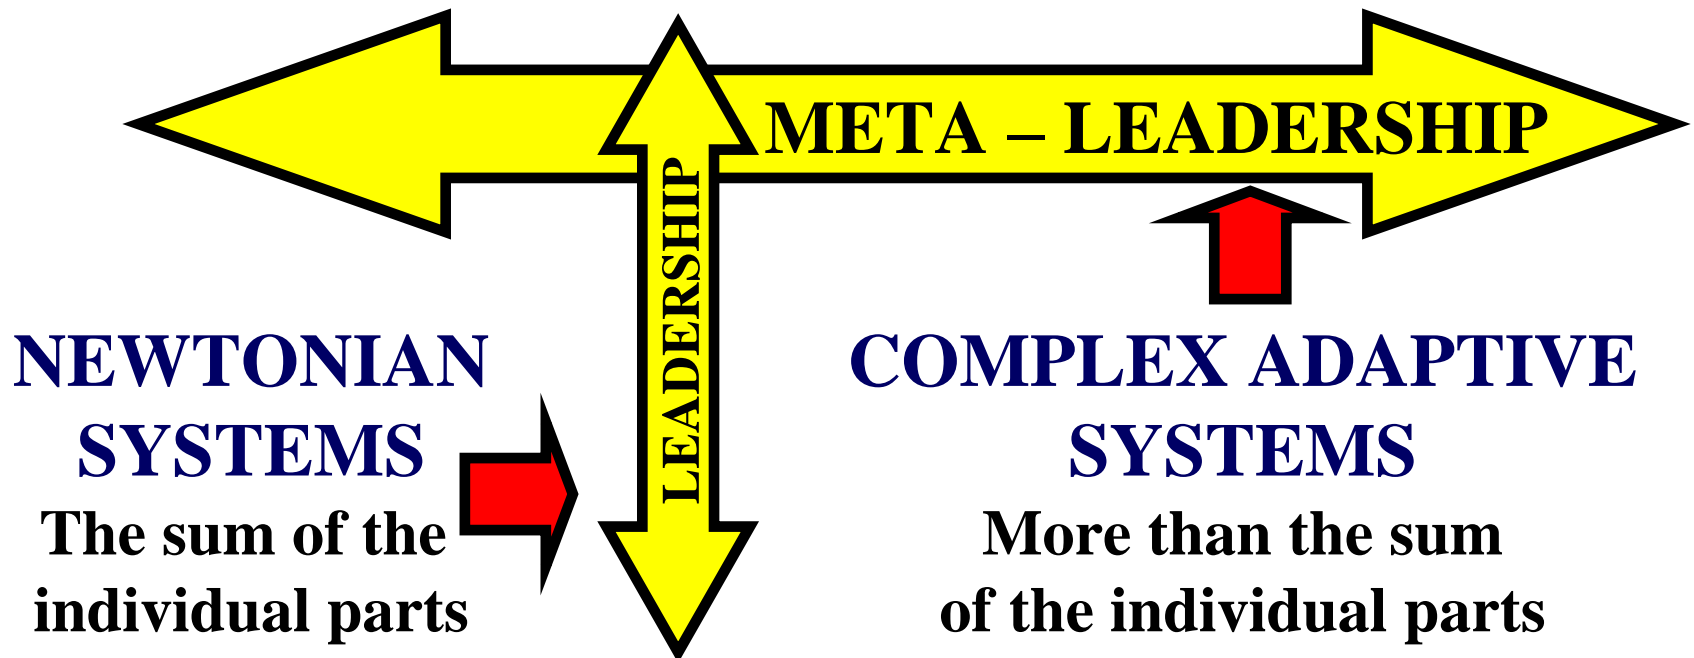 META – LEADERSHIP
LEADERSHIP
NEWTONIAN
SYSTEMS
The sum of the
individual parts
COMPLEX ADAPTIVE
SYSTEMS
More than the sum
of the individual parts